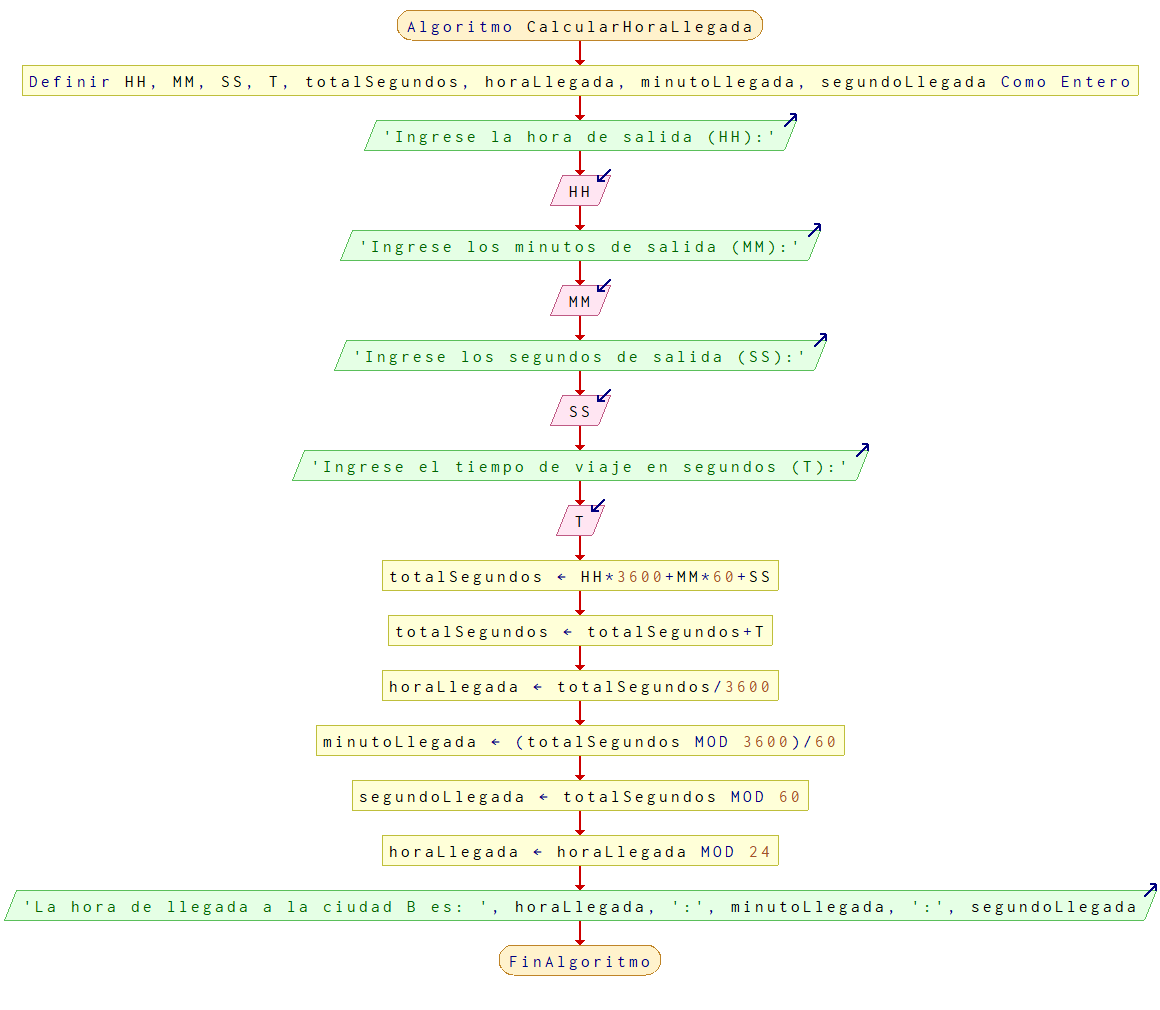 Algoritmo CalcularHoraLlegada
Definir HH, MM, SS, T, totalSegundos, horaLlegada, minutoLlegada, segundoLlegada Como Entero
'Ingrese la hora de salida (HH):'
HH
'Ingrese los minutos de salida (MM):'
MM
'Ingrese los segundos de salida (SS):'
SS
'Ingrese el tiempo de viaje en segundos (T):'
T
totalSegundos ← HH*3600+MM*60+SS
totalSegundos ← totalSegundos+T
horaLlegada ← totalSegundos/3600
minutoLlegada ← (totalSegundos MOD 3600)/60
segundoLlegada ← totalSegundos MOD 60
horaLlegada ← horaLlegada MOD 24
'La hora de llegada a la ciudad B es: ', horaLlegada, ':', minutoLlegada, ':', segundoLlegada
FinAlgoritmo